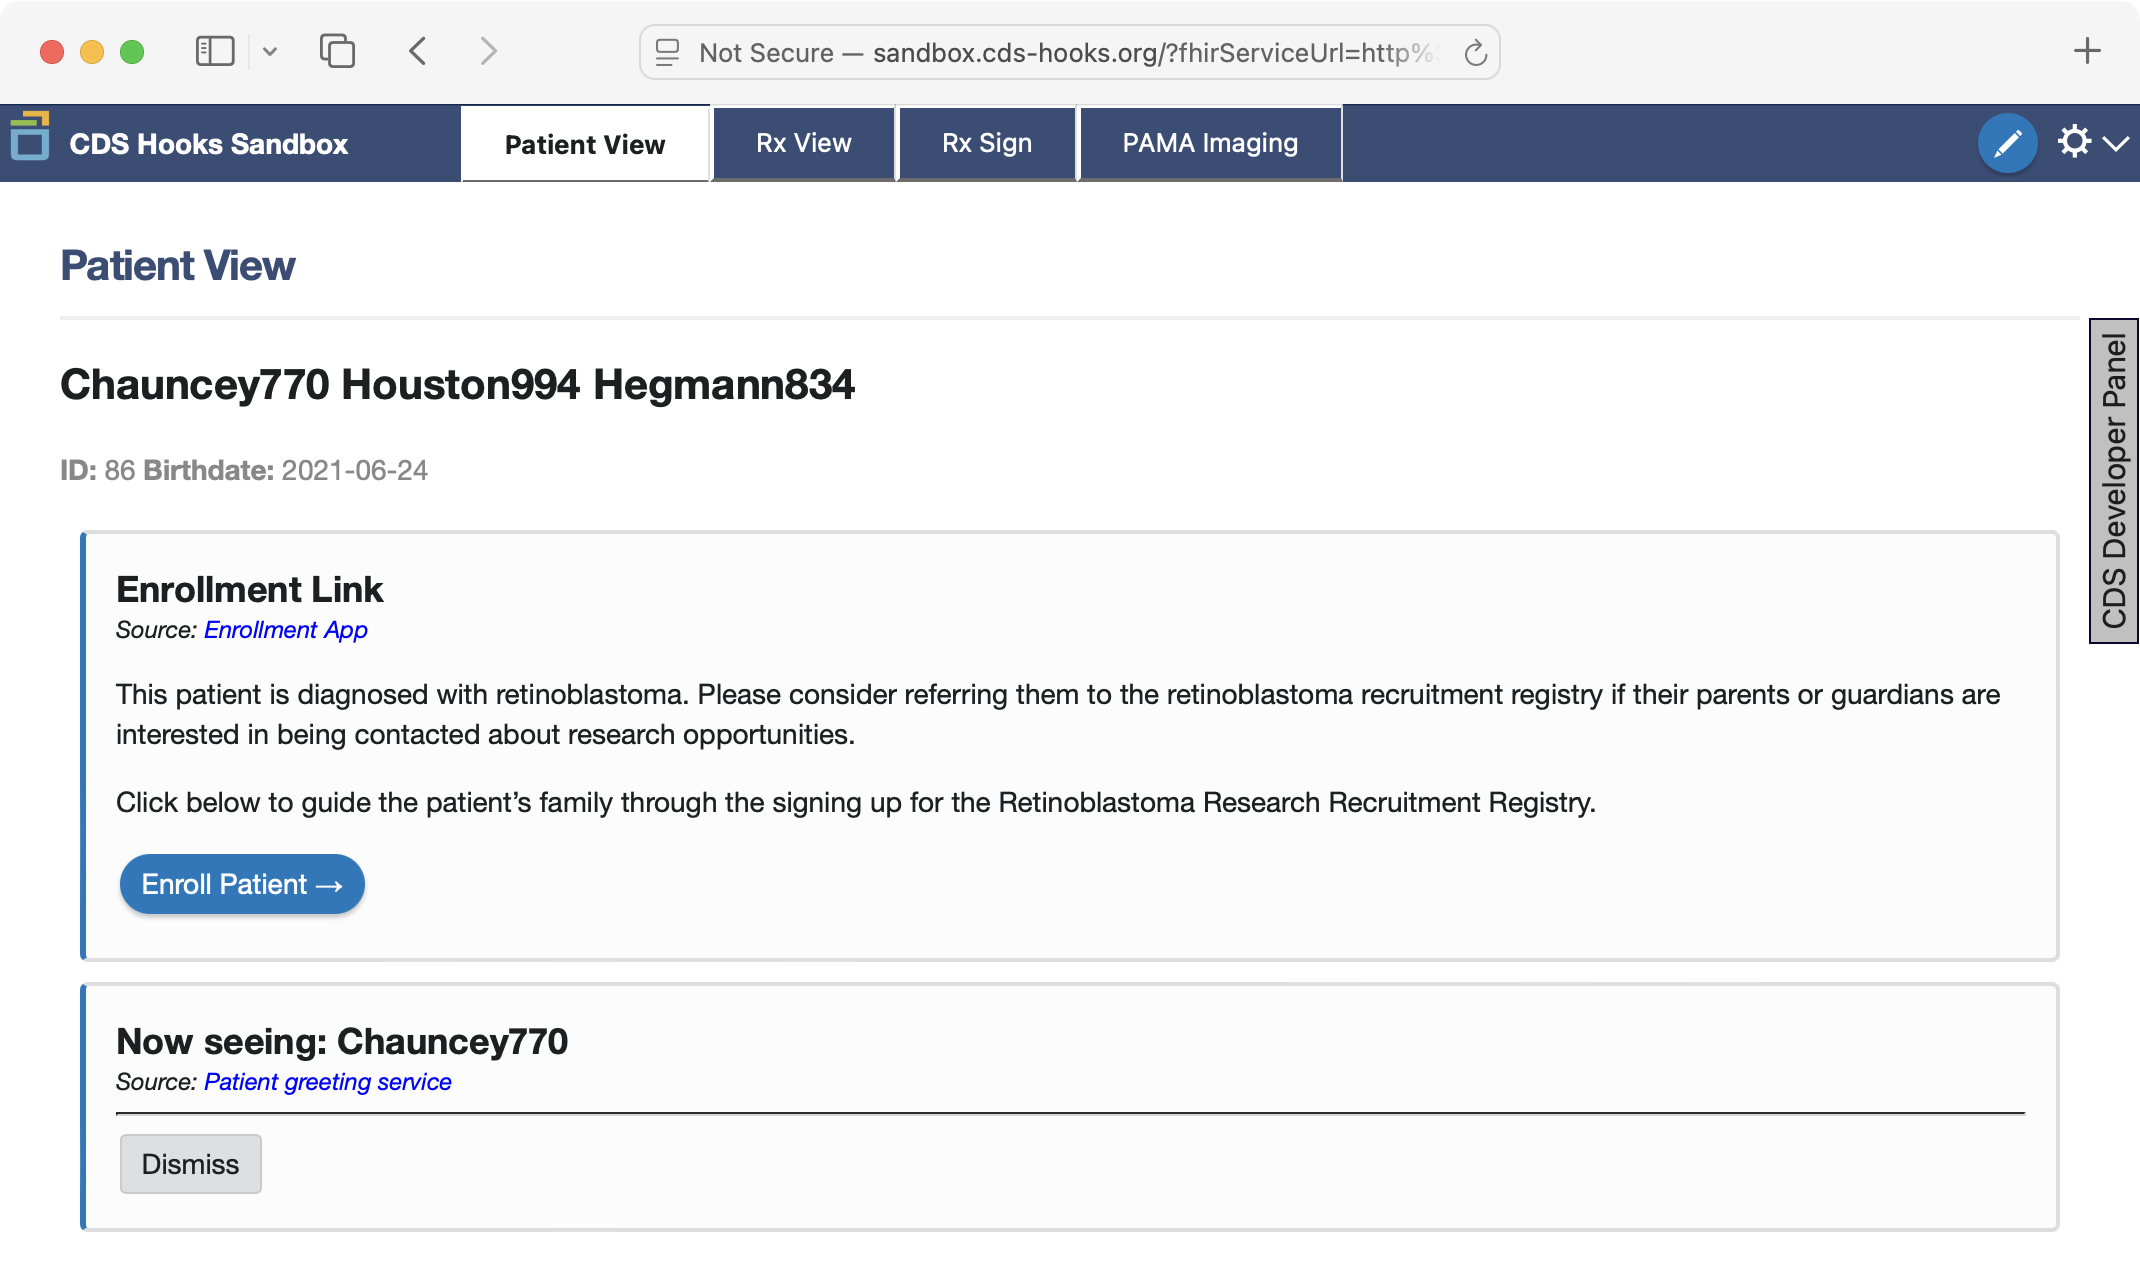 Not Secure — sandbox.cds-hooks.org/?fhirServiceUrl=http%
CDS Hooks Sandbox
Patient View
Rx View
Rx Sign
PAMA Imaging
Patient View
CDS Developer Panel
Chauncey770 Houston994 Hegmann834
ID: 86 Birthdate: 2021-06-24
Enrollment Link
Source: Enrollment App
This patient is diagnosed with retinoblastoma. Please consider referring them to the retinoblastoma recruitment registry if their parents or guardians are
interested in being contacted about research opportunities.
Click below to guide the patient’s family through the signing up for the Retinoblastoma Research Recruitment Registry.
Enroll Patient →
Now seeing: Chauncey770
Source: Patient greeting service
Dismiss